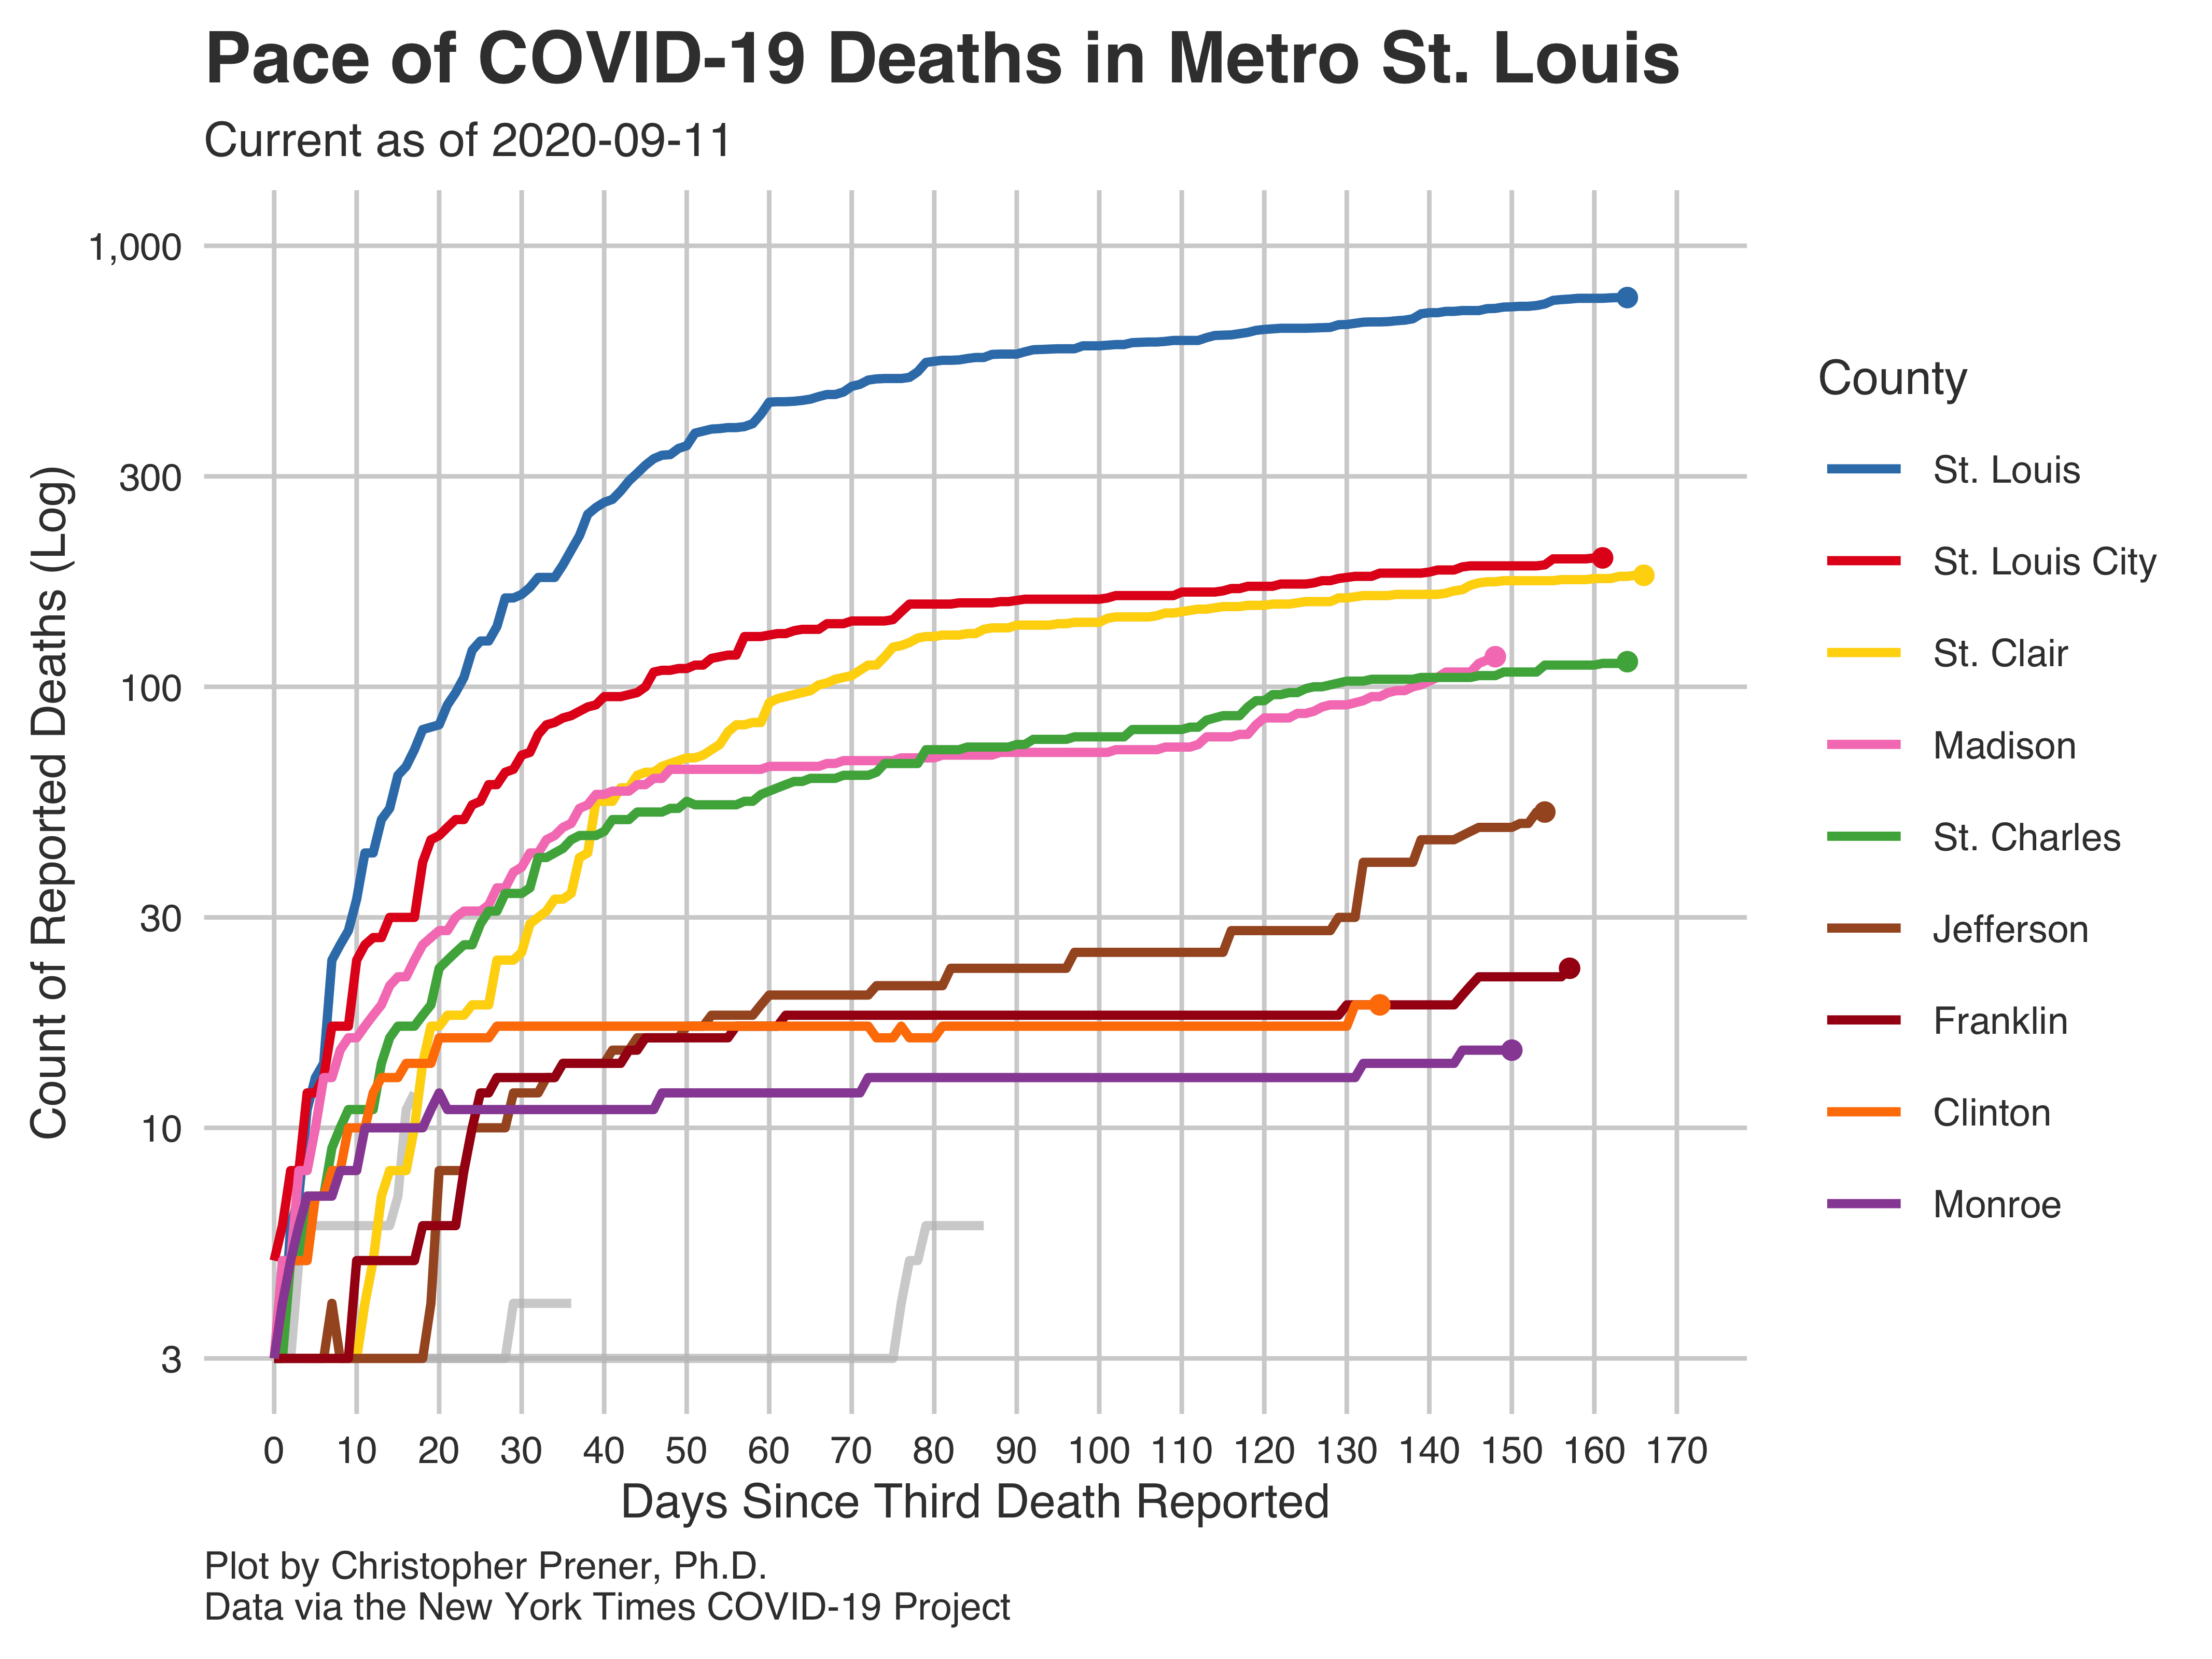 Pace of COVID-19 Deaths in Metro St. Louis
Current as of 2020-09-11
Count of Reported Deaths (Log)
1,000
300
100
30
10
3
0 10 20 30 40 50 60 70 80 90 100 110 120 130 140 150 160 170
Days Since Third Death Reported
County
St. Louis
St. Louis City
St. Clair
Madison
St. Charles
Jefferson
Franklin
Clinton
Monroe
Plot by Christopher Prener, Ph.D.
Data via the New York Times COVID-19 Project